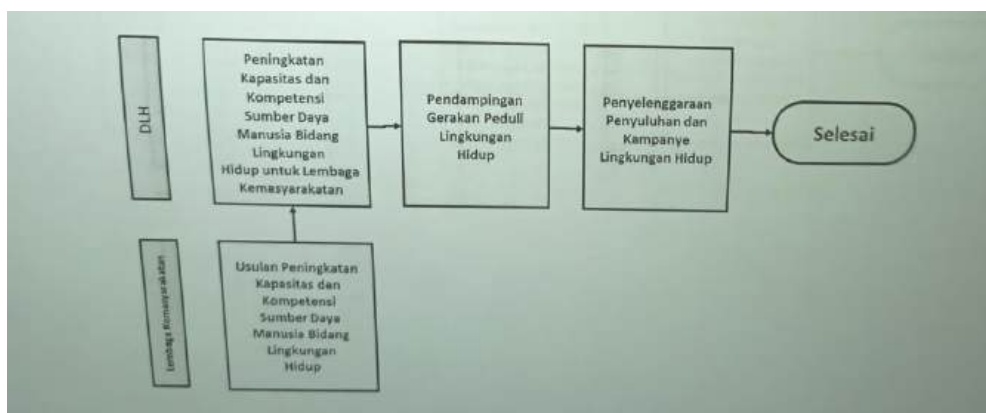 DLH
Peningkatan
Kapasitas dan
Kompetensi
Sumber Daya
Manusia Bidang
Lingkungan
Hidup untuk Lembaga
Kemasyarakatan
Pendampingan
Gerakan Peduli
Lingkungan
Hidup
Penyelenggaraan
Penyuluhan dan
Kampanye
Lingkungan Hidup
Selesai
Lembaga Kemasyarakatan
Usulan Peningkatan
Kapasitas dan
Kompetensi
Sumber Daya
Manusia Bidang
Lingkungan
Hidup